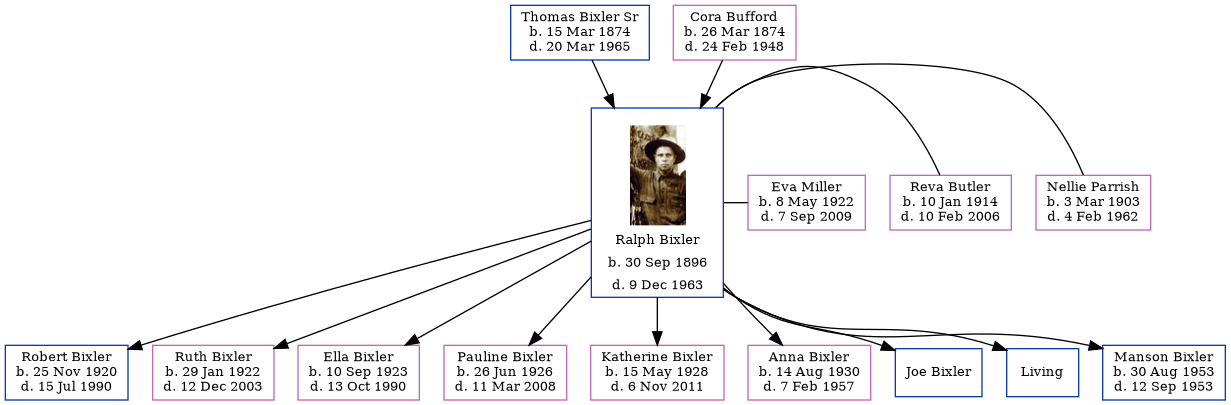 Thomas Bixler Sr
b. 15 Mar 1874
d. 20 Mar 1965
Cora Bufford
b. 26 Mar 1874
d. 24 Feb 1948
Ralph Bixler
b. 30 Sep 1896
d. 9 Dec 1963
Eva Miller
b. 8 May 1922
d. 7 Sep 2009
Reva Butler
b. 10 Jan 1914
d. 10 Feb 2006
Nellie Parrish
b. 3 Mar 1903
d. 4 Feb 1962
Robert Bixler
b. 25 Nov 1920
d. 15 Jul 1990
Ruth Bixler
b. 29 Jan 1922
d. 12 Dec 2003
Ella Bixler
b. 10 Sep 1923
d. 13 Oct 1990
Pauline Bixler
b. 26 Jun 1926
d. 11 Mar 2008
Katherine Bixler
b. 15 May 1928
d. 6 Nov 2011
Anna Bixler
b. 14 Aug 1930
d. 7 Feb 1957
Joe Bixler
Living
Manson Bixler
b. 30 Aug 1953
d. 12 Sep 1953